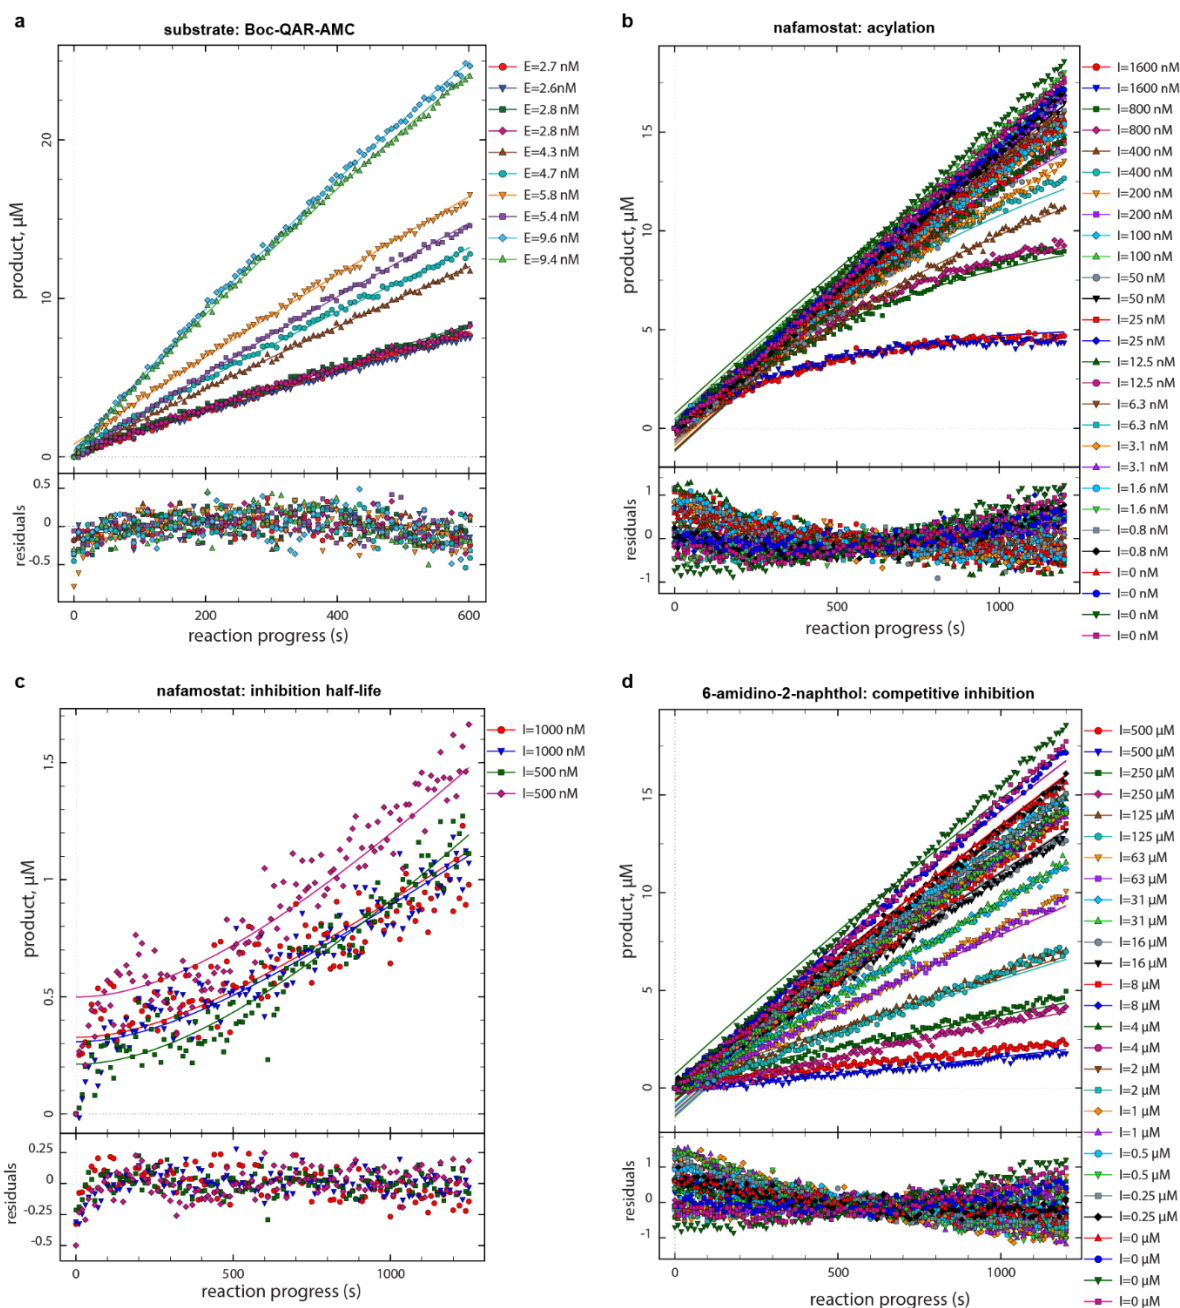 a
substrate: Boc-QAR-AMC
product, µM
20
10
0
E=2.7 nM
E=2.6nM
E=2.8 nM
E=2.8 nM
E=4.3 nM
E=4.7 nM
E=5.8 nM
E=5.4 nM
E=9.6 nM
E=9.4 nM
residuals
0.5
0
-0.5
0
200
400
600
reaction progress (s)
b
nafamostat: acylation
product, µM
15
10
5
0
I=1600 nM
I=1600 nM
I=800 nM
I=800 nM
I=400 nM
I=400 nM
I=200 nM
I=200 nM
I=100 nM
I=100 nM
I=50 nM
I=50 nM
I=25 nM
I=25 nM
I=12.5 nM
I=12.5 nM
I=6.3 nM
I=6.3 nM
I=3.1 nM
I=3.1 nM
I=1.6 nM
I=1.6 nM
I=0.8 nM
I=0.8 nM
I=0 nM
I=0 nM
I=0 nM
I=0 nM
residuals
1
0
-1
0
500
1000
reaction progress (s)
c
nafamostat: inhibition half-life
product, µM
1.5
1
0.5
0
I=1000 nM
I=1000 nM
I=500 nM
I=500 nM
residuals
0.25
0
-0.25
-0.5
0
500
1000
reaction progress (s)
d
6-amidino-2-naphthol: competitive inhibition
product, µM
15
10
5
0
I=500 µM
I=500 µM
I=250 µM
I=250 µM
I=125 µM
I=125 µM
I=63 µM
I=63 µM
I=31 µM
I=31 µM
I=16 µM
I=16 µM
I=8 µM
I=8 µM
I=4 µM
I=4 µM
I=2 µM
I=2 µM
I=1 µM
I=1 µM
I=0.5 µM
I=0.5 µM
I=0.25 µM
I=0.25 µM
I=0 µM
I=0 µM
I=0 µM
I=0 µM
residuals
1
0
-1
0
500
1000
reaction progress (s)